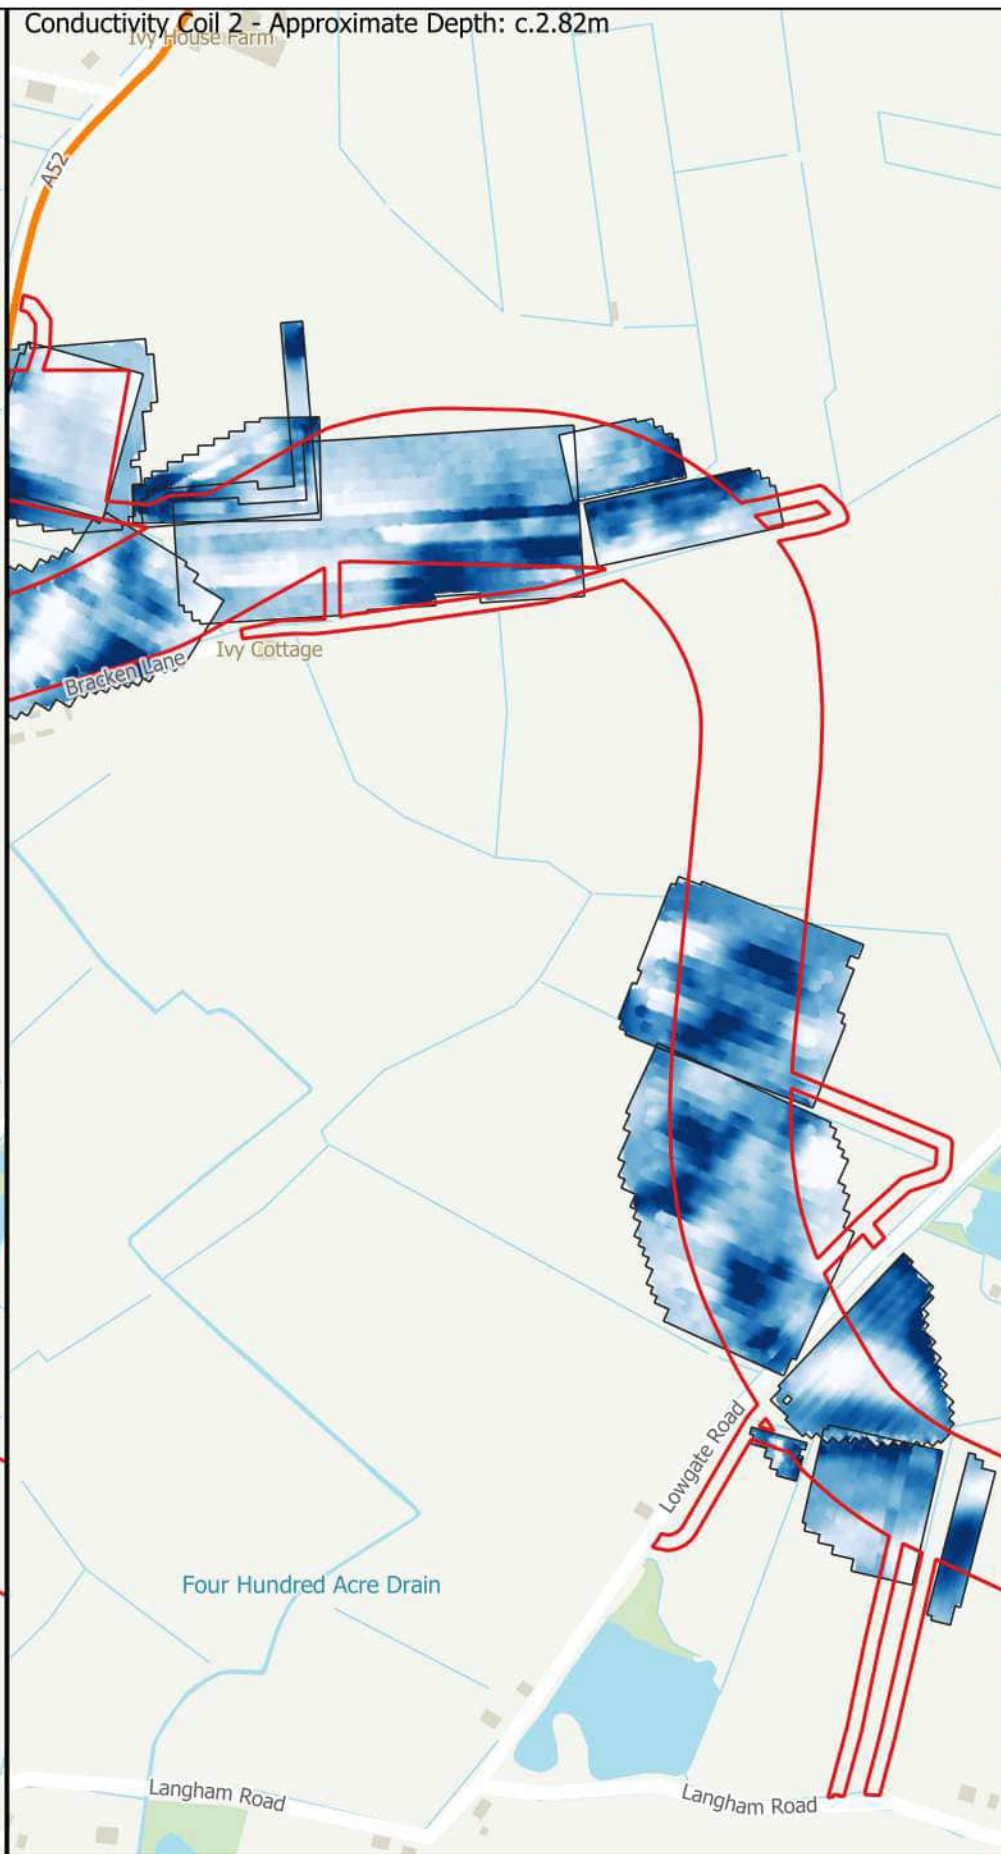 Conductivity Coil 2 - Approximate Depth: c.2.82m
Ivy House Farm
A52
Ivy Cottage
Bracken Lane
Lowgate Road
Four Hundred Acre Drain
Langham Road
Langham Road